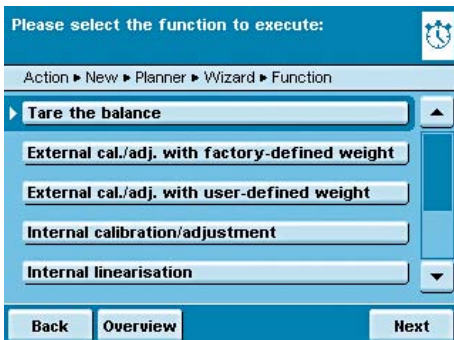 Please select the function to execute:
Action ▸ New ▸ Planner ▸ Wizard ▸ Function
Tare the balance
External cal./adj. with factory-defined weight
External cal./adj. with user-defined weight
Internal calibration/adjustment
Internal linearisation
Back Overview Next